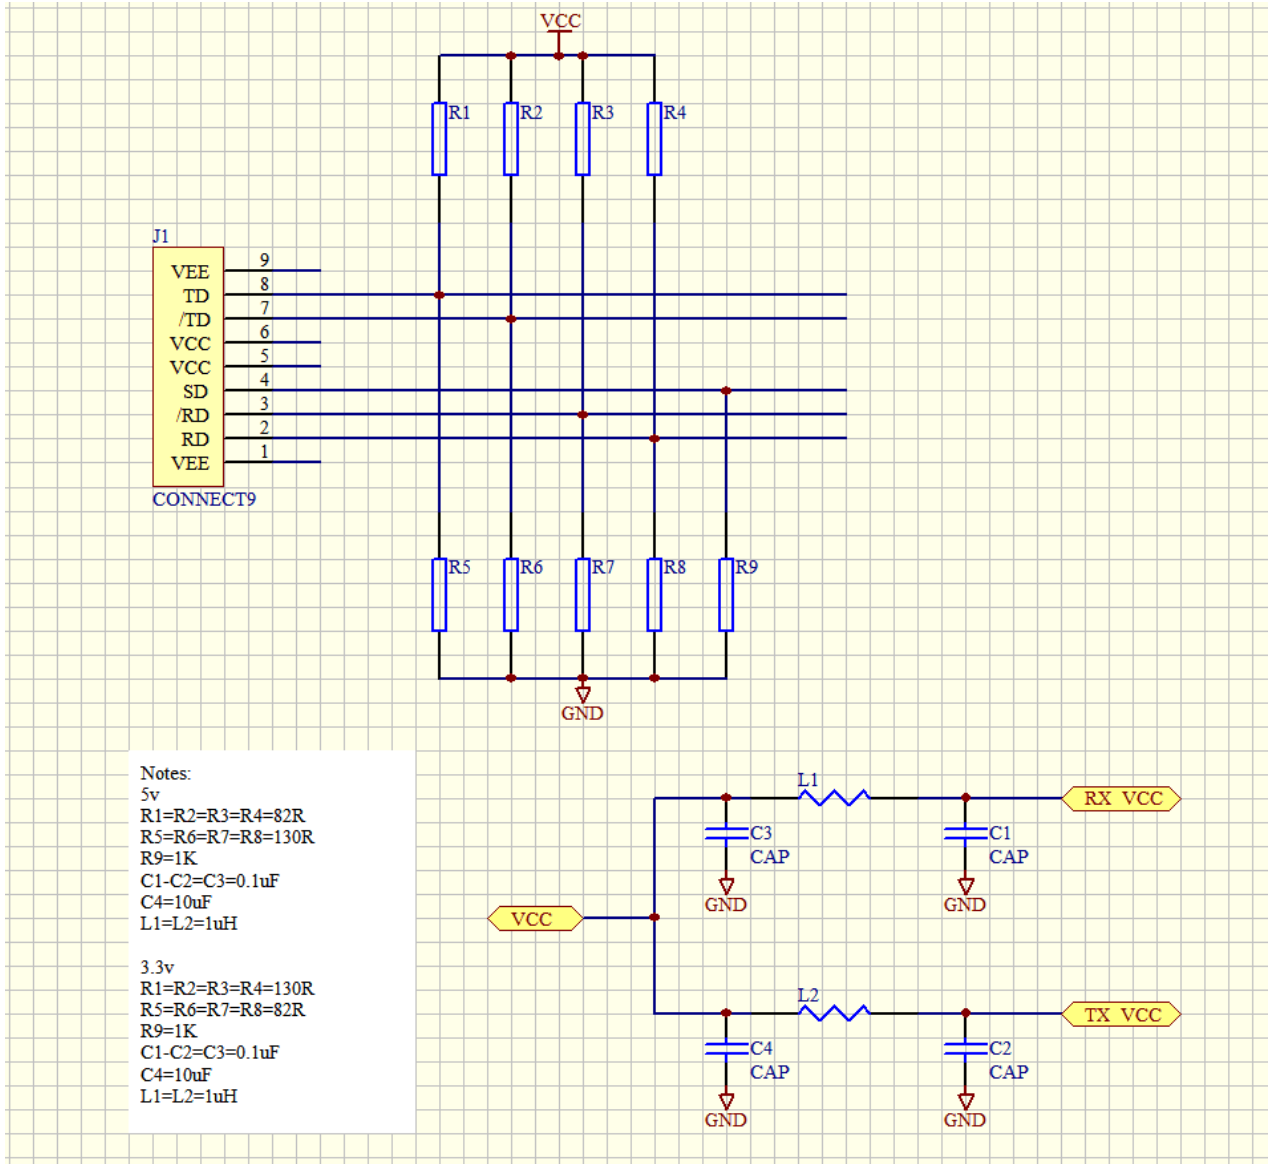 VCC
R1 R2 R3 R4
J1
VEE 9
TD 8
/TD 7
VCC 6
VCC 5
SD 4
/RD 3
RD 2
VEE 1
CONNECT9
R5 R6 R7 R8 R9
GND
Notes:
5v
R1=R2=R3=R4=82R
R5=R6=R7=R8=130R
R9=1K
C1-C2=C3=0.1uF
C4=10uF
L1=L2=1uH
3.3v
R1=R2=R3=R4=130R
R5=R6=R7=R8=82R
R9=1K
C1-C2=C3=0.1uF
C4=10uF
L1=L2=1uH
L1
RX VCC
C3 C1
CAP CAP
GND GND
VCC
L2
TX VCC
C4 C2
CAP CAP
GND GND